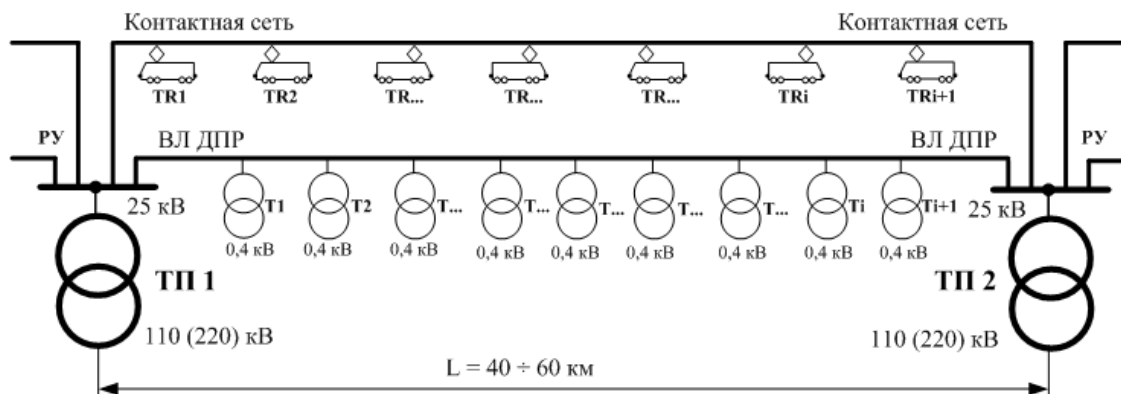 Контактная сеть Контактная сеть
TR1 TR2 TR... TR... TR... TRi TRi+1
РУ ВЛ ДПР ВЛ ДПР РУ
25 кВ T1 T2 T... T... T... T... T... Ti Ti+1 25 кВ
0,4 кВ 0,4 кВ 0,4 кВ 0,4 кВ 0,4 кВ 0,4 кВ 0,4 кВ 0,4 кВ 0,4 кВ
ТП 1 ТП 2
110 (220) кВ 110 (220) кВ
L = 40 ÷ 60 км